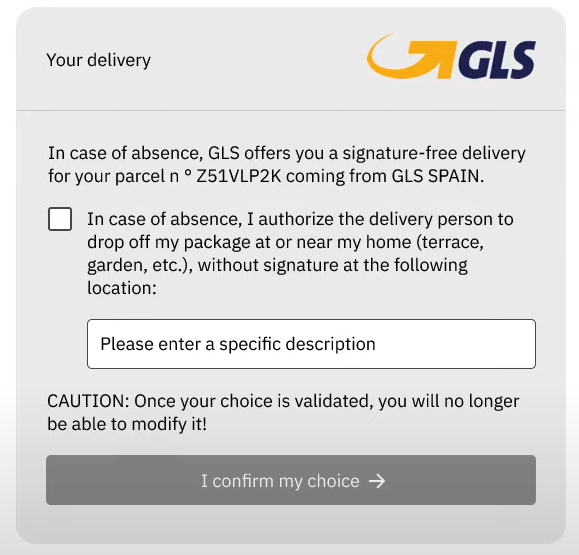 Your delivery
GLS
In case of absence, GLS offers you a signature-free delivery
for your parcel n ° Z51VLP2K coming from GLS SPAIN.
In case of absence, I authorize the delivery person to
drop off my package at or near my home (terrace,
garden, etc.), without signature at the following
location:
Please enter a specific description
CAUTION: Once your choice is validated, you will no longer
be able to modify it!
I confirm my choice →